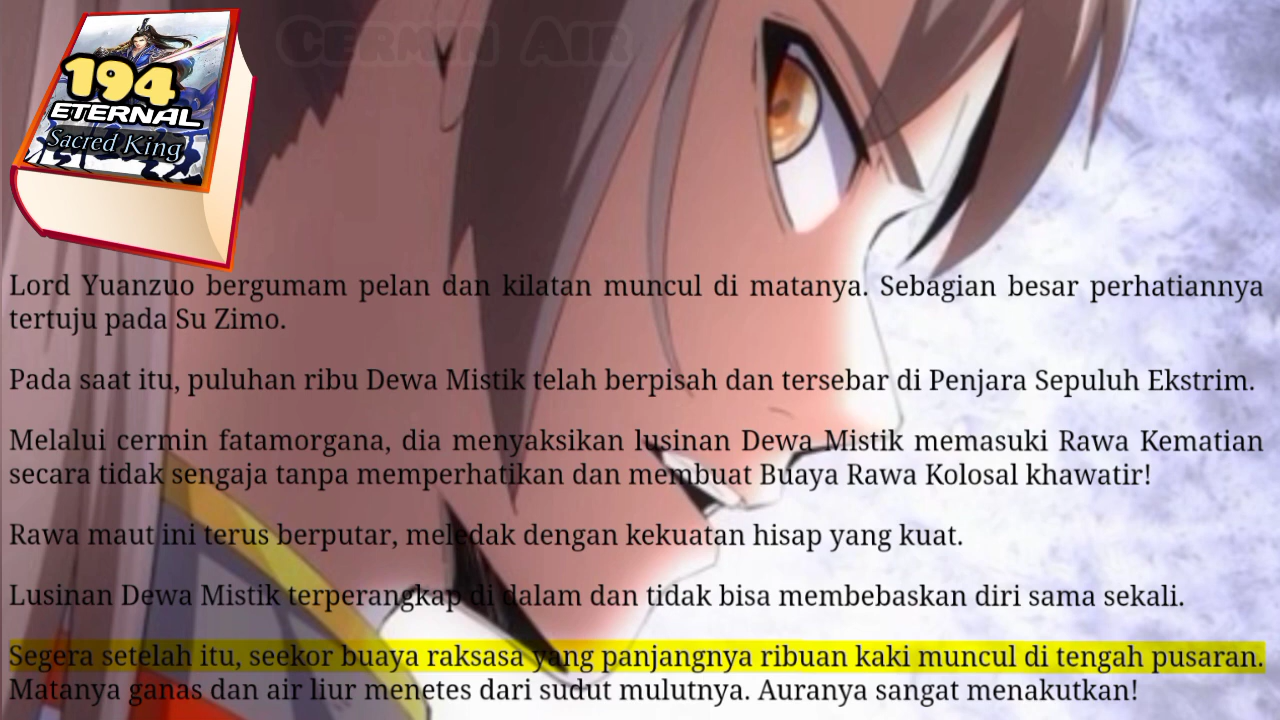 Cermin Air
194
ETERNAL
Sacred King
Lord Yuanzuo bergumam pelan dan kilatan muncul di matanya. Sebagian besar perhatiannya
tertuju pada Su Zimo.
Pada saat itu, puluhan ribu Dewa Mistik telah berpisah dan tersebar di Penjara Sepuluh Ekstrim.
Melalui cermin fatamorgana, dia menyaksikan lusinan Dewa Mistik memasuki Rawa Kematian
secara tidak sengaja tanpa memperhatikan dan membuat Buaya Rawa Kolosal khawatir!
Rawa maut ini terus berputar, meledak dengan kekuatan hisap yang kuat.
Lusinan Dewa Mistik terperangkap di dalam dan tidak bisa membebaskan diri sama sekali.
Segera setelah itu, seekor buaya raksasa yang panjangnya ribuan kaki muncul di tengah pusaran.
Matanya ganas dan air liur menetes dari sudut mulutnya. Auranya sangat menakutkan!